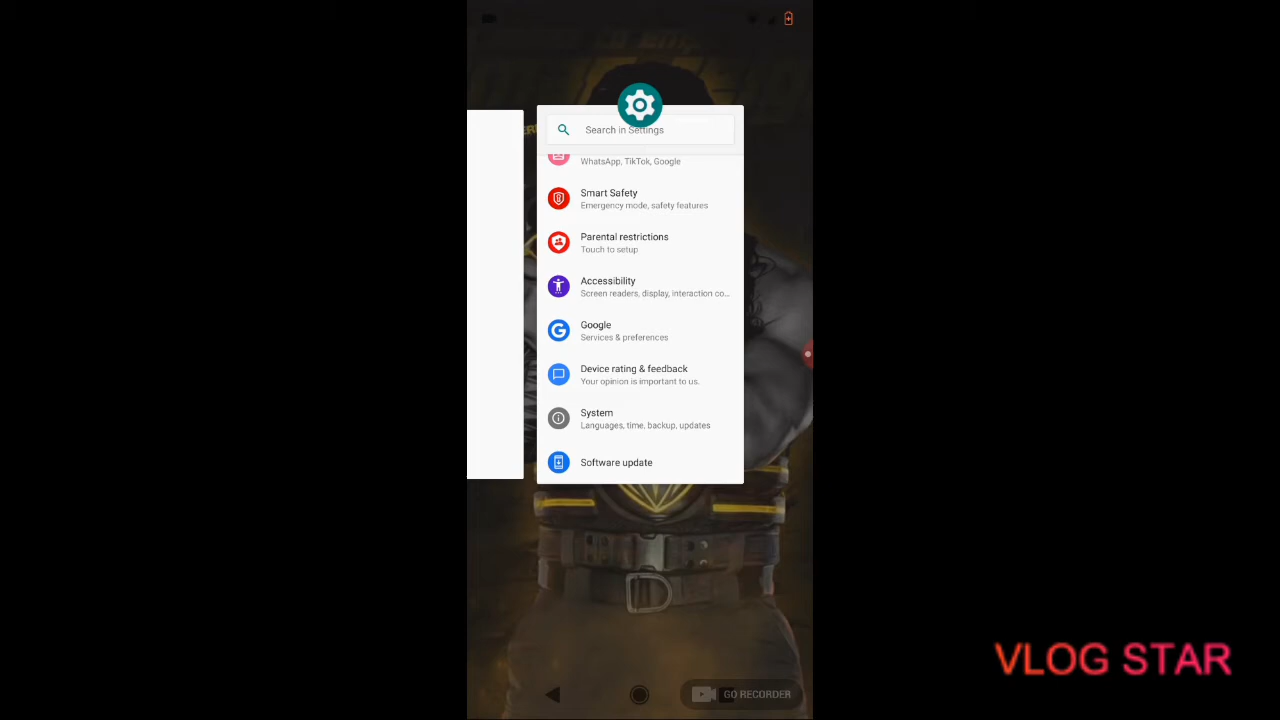 Search in Settings
WhatsApp, TikTok, Google
Smart Safety
Emergency mode, safety features
Parental restrictions
Touch to setup
Accessibility
Screen readers, display, interaction co...
Google
Services & preferences
Device rating & feedback
Your opinion is important to us.
System
Languages, time, backup, updates
Software update
GO RECORDER
VLOG STAR